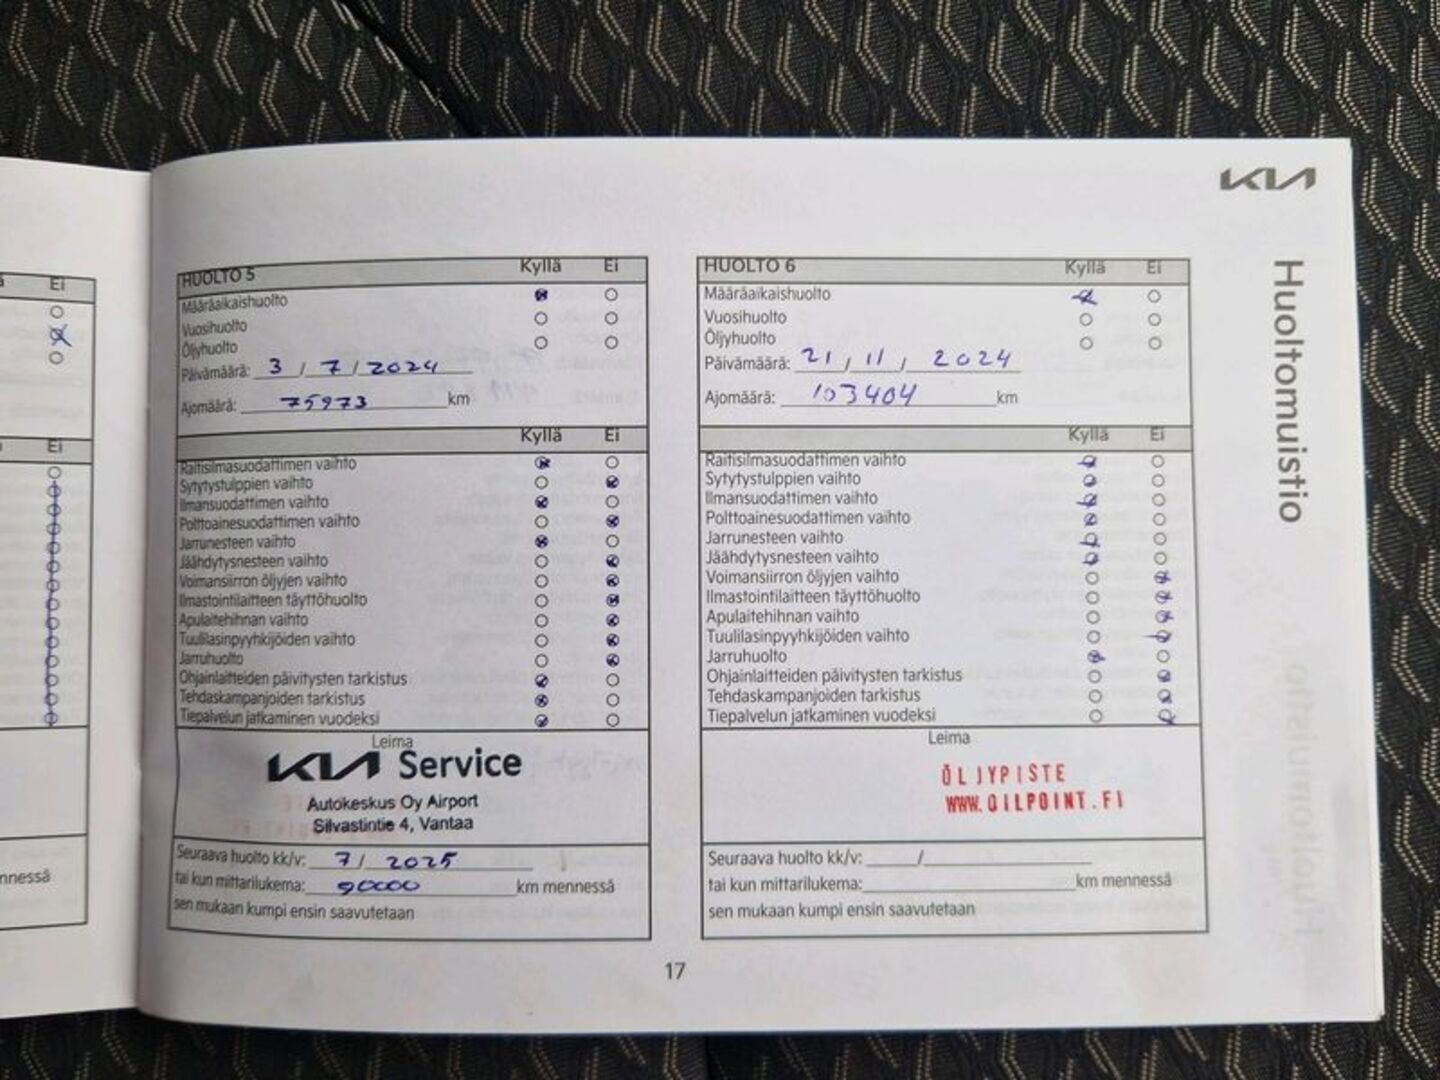 KIA
Huoltomuistio
Ei
Ei
nnessä
HUOLTO 5 Kyllä Ei
Määräaikaishuolto
Vuosihuolto
Öljyhuolto
Päivämäärä: 3 / 7 / 2024
Ajomäärä: 75973 km
Kyllä Ei
Raitisilmasuodattimen vaihto
Sytytystulppien vaihto
Ilmansuodattimen vaihto
Polttoainesuodattimen vaihto
Jarrunesteen vaihto
Jäähdytysnesteen vaihto
Voimansiirron öljyjen vaihto
Ilmastointilaitteen täyttöhuolto
Apulaitehihnan vaihto
Tuulilasinpyyhkijöiden vaihto
Jarruhuolto
Ohjainlaitteiden päivitysten tarkistus
Tehdaskampanjoiden tarkistus
Tiepalvelun jatkaminen vuodeksi
Leima
KIA Service
Autokeskus Oy Airport
Silvastintie 4, Vantaa
Seuraava huolto kk/v: 7 / 2025
tai kun mittarilukema: 90000 km mennessä
sen mukaan kumpi ensin saavutetaan
HUOLTO 6 Kyllä Ei
Määräaikaishuolto
Vuosihuolto
Öljyhuolto
Päivämäärä: 21 / 11 / 2024
Ajomäärä: 103404 km
Kyllä Ei
Raitisilmasuodattimen vaihto
Sytytystulppien vaihto
Ilmansuodattimen vaihto
Polttoainesuodattimen vaihto
Jarrunesteen vaihto
Jäähdytysnesteen vaihto
Voimansiirron öljyjen vaihto
Ilmastointilaitteen täyttöhuolto
Apulaitehihnan vaihto
Tuulilasinpyyhkijöiden vaihto
Jarruhuolto
Ohjainlaitteiden päivitysten tarkistus
Tehdaskampanjoiden tarkistus
Tiepalvelun jatkaminen vuodeksi
Leima
ÖLJYPISTE
WWW.OILPOINT.FI
Seuraava huolto kk/v: /
tai kun mittarilukema: km mennessä
sen mukaan kumpi ensin saavutetaan
17